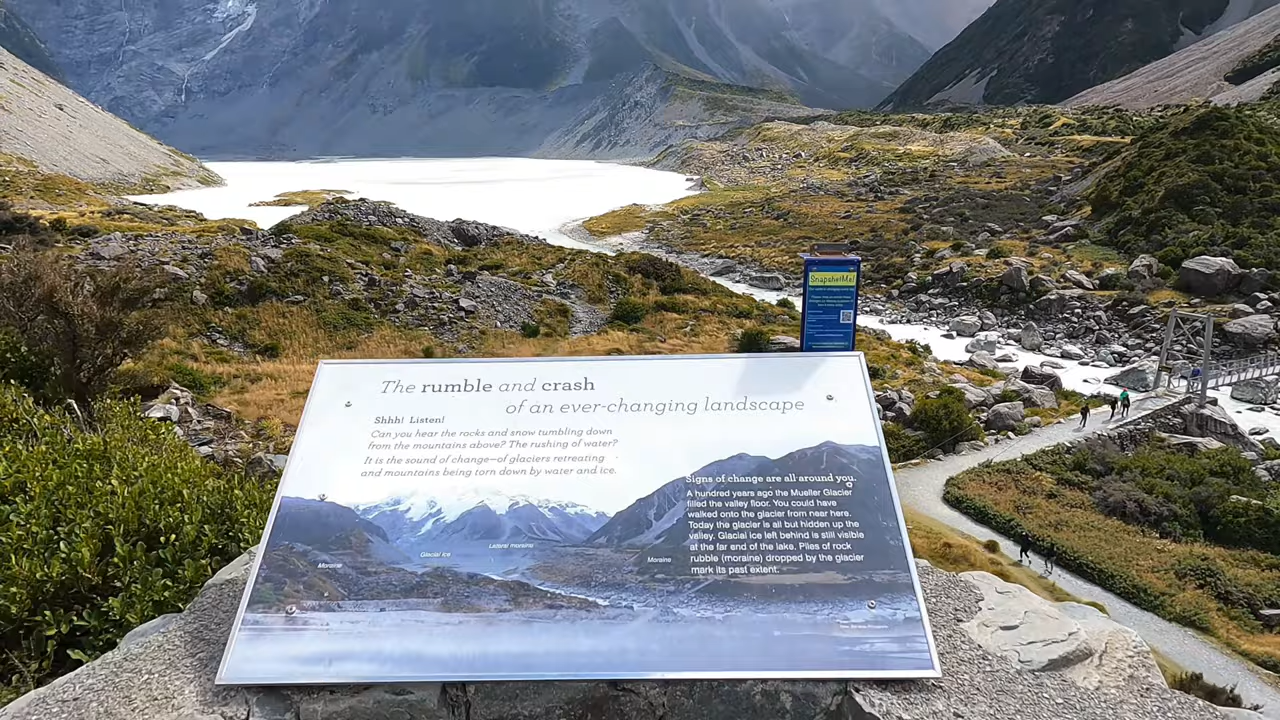 SnapshotMe!
The rumble and crash
of an ever-changing landscape
Shhh! Listen!
Can you hear the rocks and snow tumbling down
from the mountains above? The rushing of water?
It is the sound of change—of glaciers retreating
and mountains being torn down by water and ice.
Signs of change are all around you.
A hundred years ago the Mueller Glacier
filled the valley floor. You could have
walked onto the glacier from near here.
Today the glacier is all but hidden up the
valley. Glacial ice left behind is still visible
at the far end of the lake. Piles of rock
rubble (moraine) dropped by the glacier
mark its past extent.
Moraine
Glacial ice
Lateral moraine
Moraine